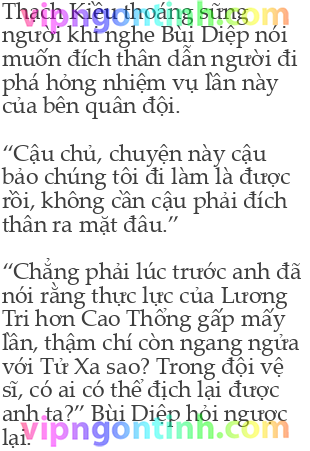 Thạch Kiều thoáng sững
người khi nghe Bùi Diệp nói
muốn đích thân dẫn người đi
phá hỏng nhiệm vụ lần này
của bên quân đội.
“Cậu chủ, chuyện này cậu
bảo chúng tôi đi làm là được
rồi, không cần cậu phải đích
thân ra mặt đâu.”
“Chẳng phải lúc trước anh đã
nói rằng thực lực của Lương
Tri hơn Cao Thổng gấp mấy
lần, thậm chí còn ngang ngửa
với Tử Xa sao? Trong đội vệ
sĩ, có ai có thể địch lại được
anh ta?” Bùi Diệp hỏi ngược
lại.
vipngontinh.com
vipngontinh.com